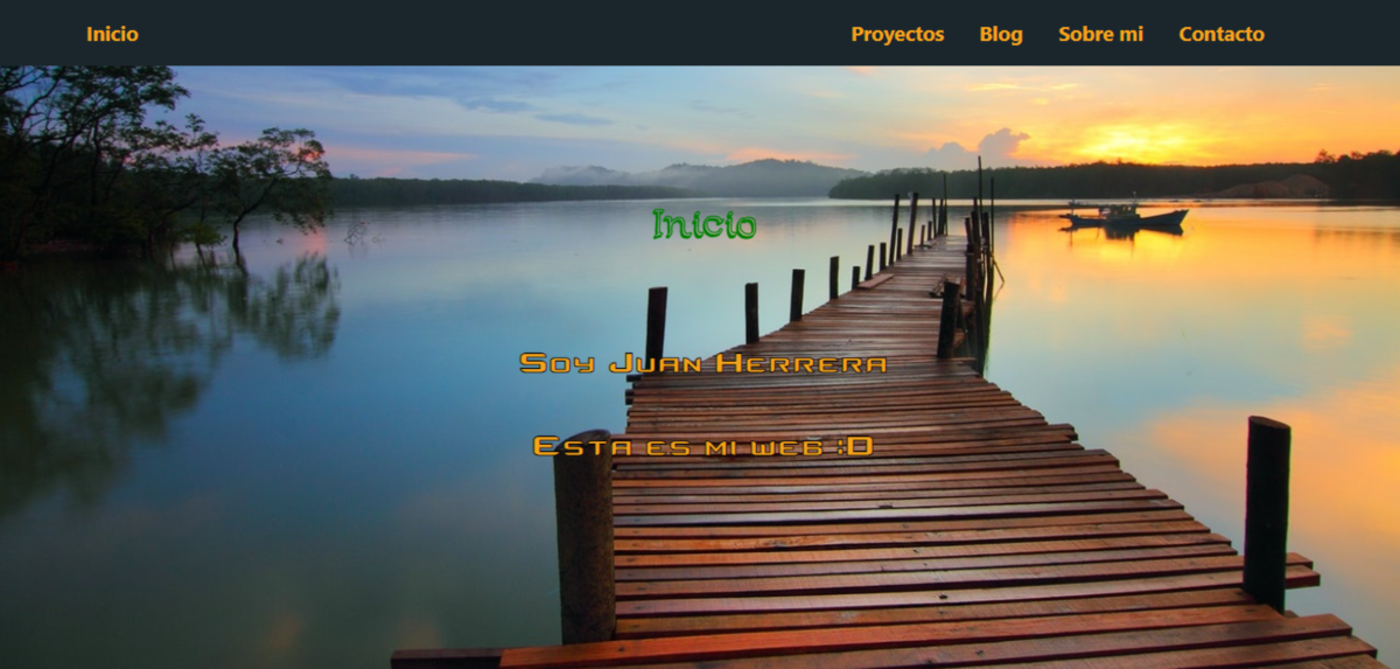 Inicio Proyectos Blog Sobre mi Contacto
Inicio
Soy Juan Herrera
Esta es mi web :D